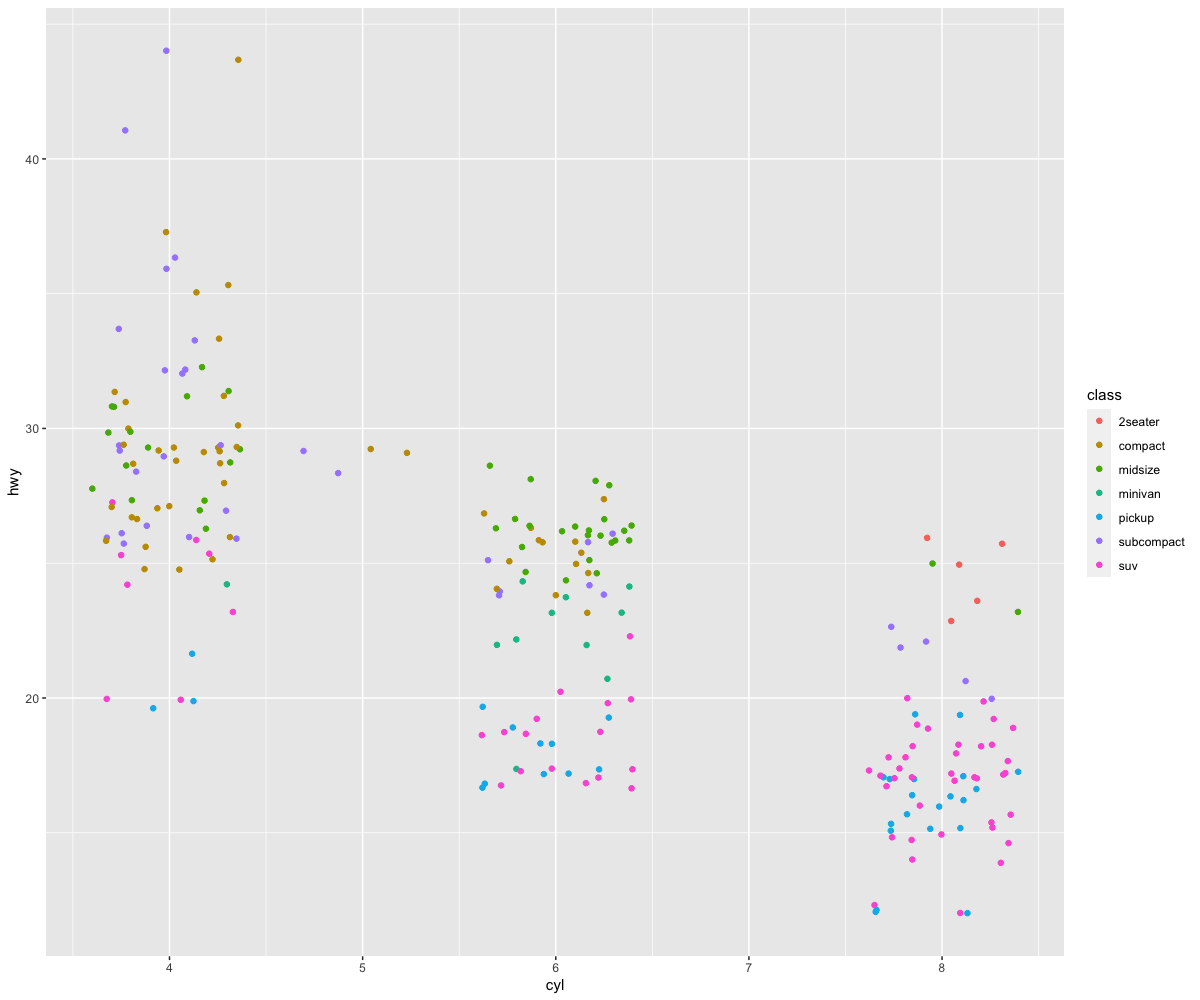 40
30
20
hwy
4 5 6 7 8
cyl
class
2seater
compact
midsize
minivan
pickup
subcompact
suv